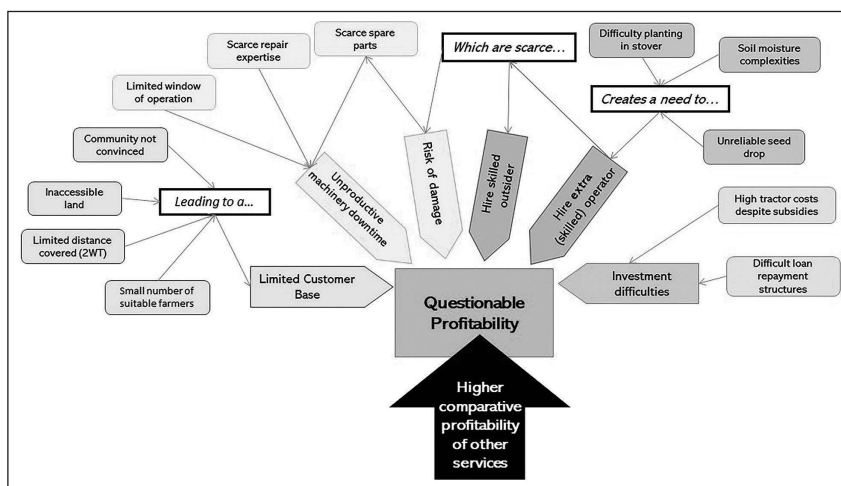 Scarce spare
parts
Which are scarce...
Difficulty planting
in stover
Scarce repair
expertise
Soil moisture
complexities
Limited window
of operation
Creates a need to...
Community not
convinced
Unreliable seed
drop
Unproductive
machinery downtime
Risk of damage
Hire skilled
outsider
Hire extra
(skilled) operator
Inaccessible
land
Leading to a...
High tractor costs
despite subsidies
Limited distance
covered (2WT)
Small number of
suitable farmers
Limited Customer
Base
Investment
difficulties
Difficult loan
repayment
structures
Questionable
Profitability
Higher
comparative
profitability
of other
services